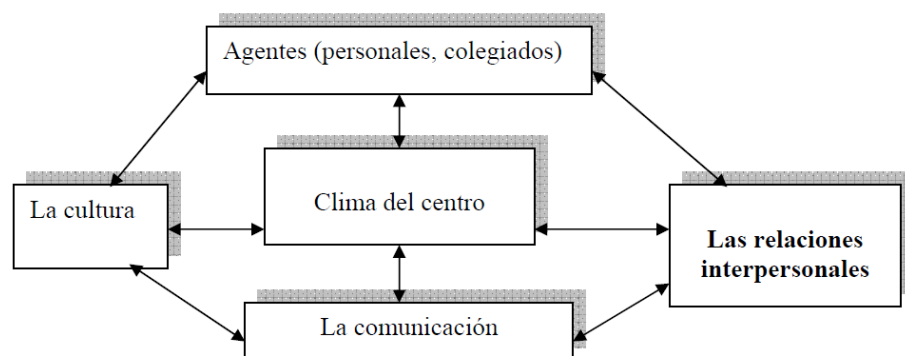 Agentes (personales, colegiados)
La cultura
Clima del centro
Las relaciones
interpersonales
La comunicación